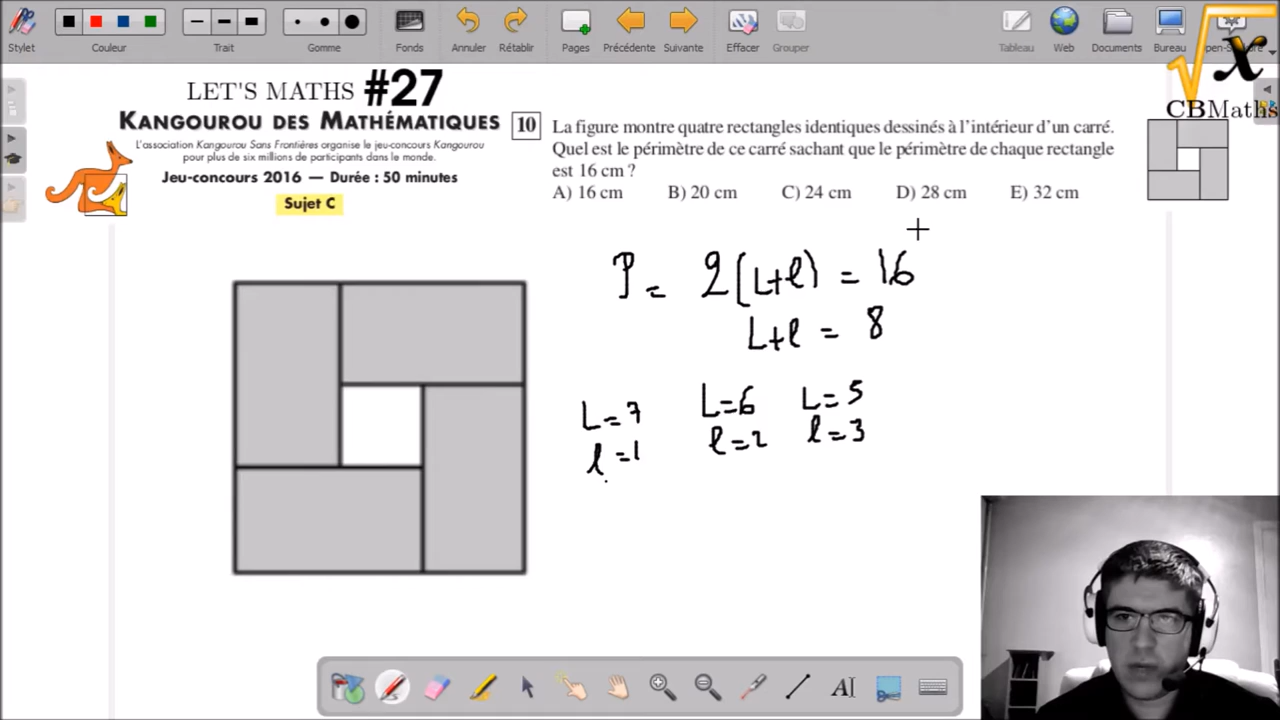 Stylet
Couleur
Trait
Gomme
Fonds
Annuler
Rétablir
Pages
Précédente
Suivante
Effacer
Grouper
Tableau
Web
Documents
Bureau
x
CBMaths
LET'S MATHS #27
KANGOUROU DES MATHÉMATIQUES
L'association Kangourou Sans Frontières organise le jeu-concours Kangourou
pour plus de six millions de participants dans le monde.
Jeu-concours 2016 — Durée : 50 minutes
Sujet C
10 La figure montre quatre rectangles identiques dessinés à l'intérieur d'un carré.
Quel est le périmètre de ce carré sachant que le périmètre de chaque rectangle
est 16 cm ?
A) 16 cm B) 20 cm C) 24 cm D) 28 cm E) 32 cm
P = 2(L+l) = 16
L+l = 8
L=7 L=6 L=5
l=1 l=2 l=3
AI